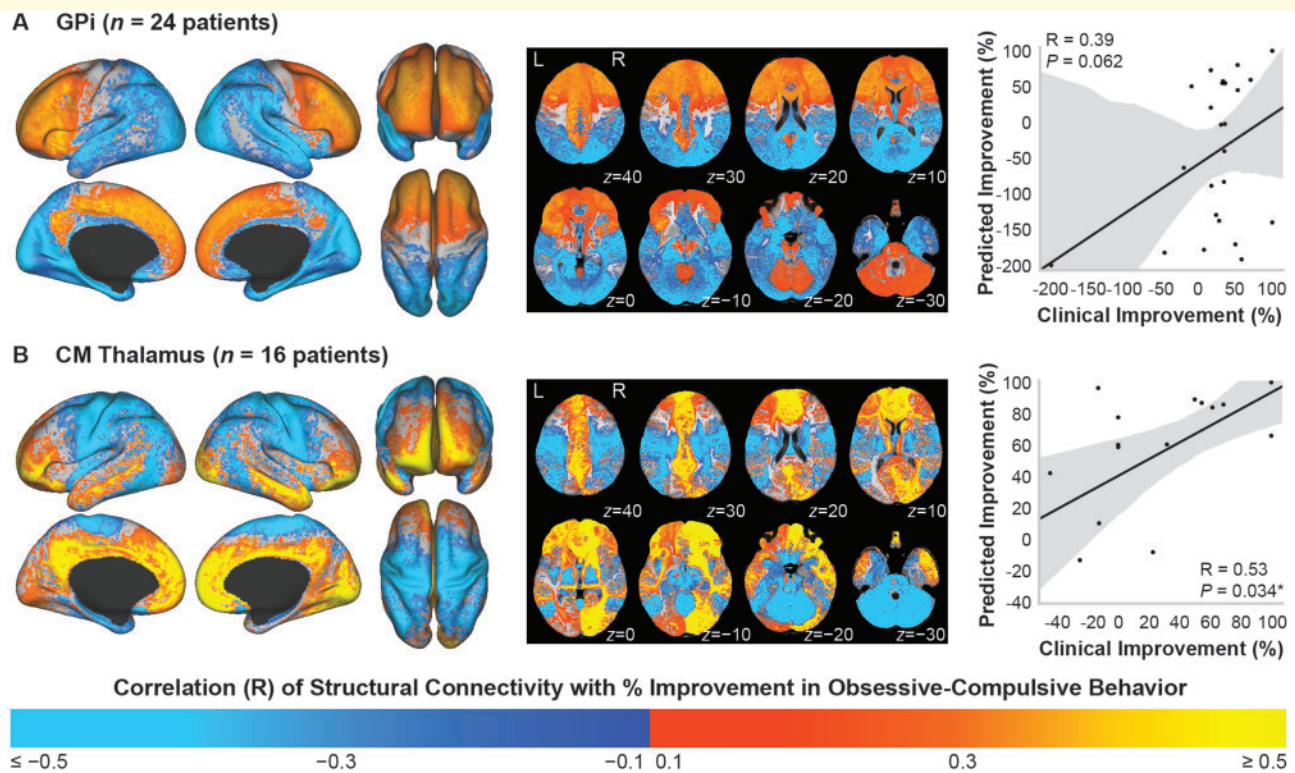 A GPi (n = 24 patients)
L R
z=40 z=30 z=20 z=10
z=0 z=−10 z=−20 z=−30
R = 0.39
P = 0.062
Predicted Improvement (%)
100
50
0
-50
-100
-150
-200
-200 -150 -100 -50 0 50 100
Clinical Improvement (%)
B CM Thalamus (n = 16 patients)
L R
z=40 z=30 z=20 z=10
z=0 z=−10 z=−20 z=−30
Predicted Improvement (%)
100
80
60
40
20
0
-20
-40
R = 0.53
P = 0.034*
-40 -20 0 20 40 60 80 100
Clinical Improvement (%)
Correlation (R) of Structural Connectivity with % Improvement in Obsessive-Compulsive Behavior
≤ −0.5 −0.3 −0.1 0.1 0.3 ≥ 0.5